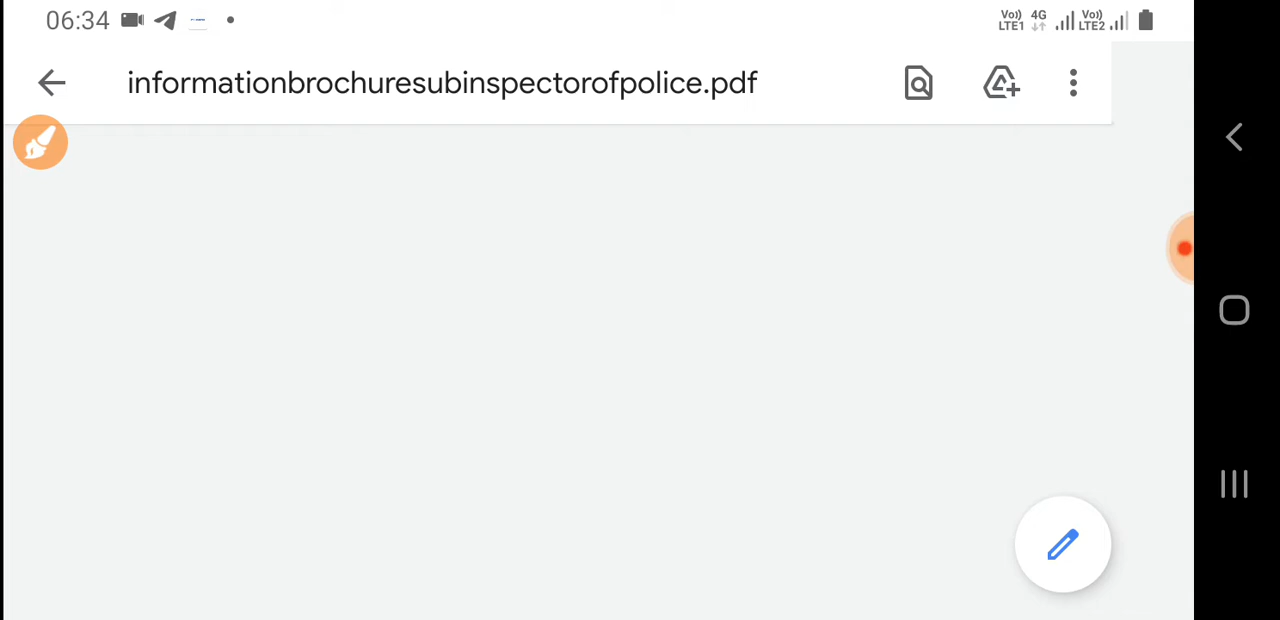 06:34
Vo)) 4G Vo))
LTE1 LTE2
informationbrochuresubinspectorofpolice.pdf